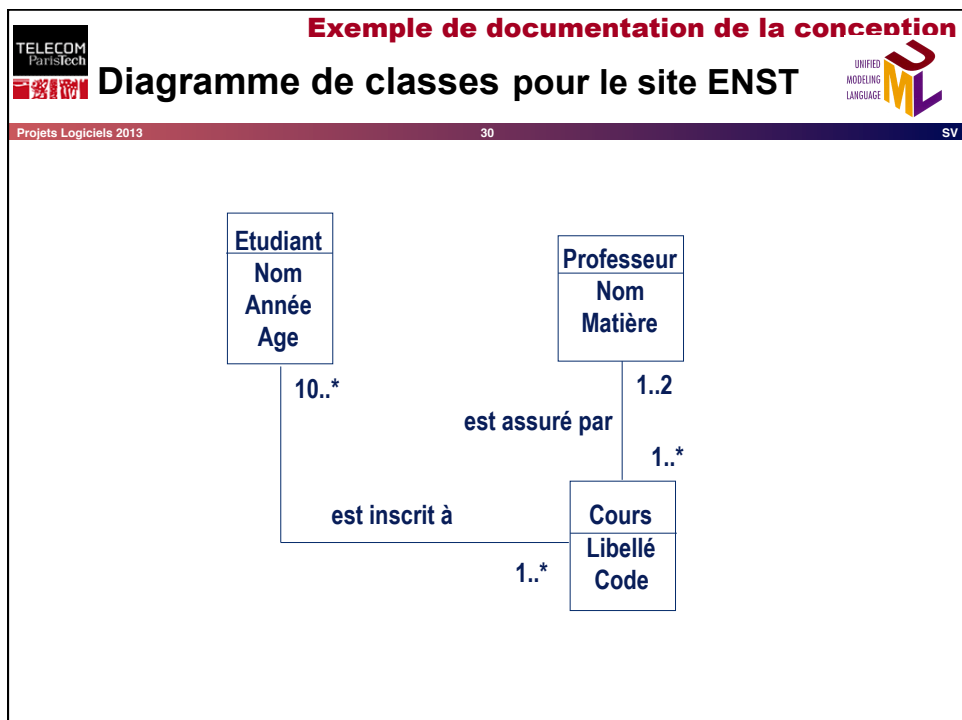 Exemple de documentation de la conception
TELECOM
ParisTech
Diagramme de classes pour le site ENST
UNIFIED
MODELING
LANGUAGE
UML
Projets Logiciels 2013
30
SV
Etudiant
Nom
Année
Age
Professeur
Nom
Matière
10..*
1..2
est assuré par
1..*
est inscrit à
1..*
Cours
Libellé
Code